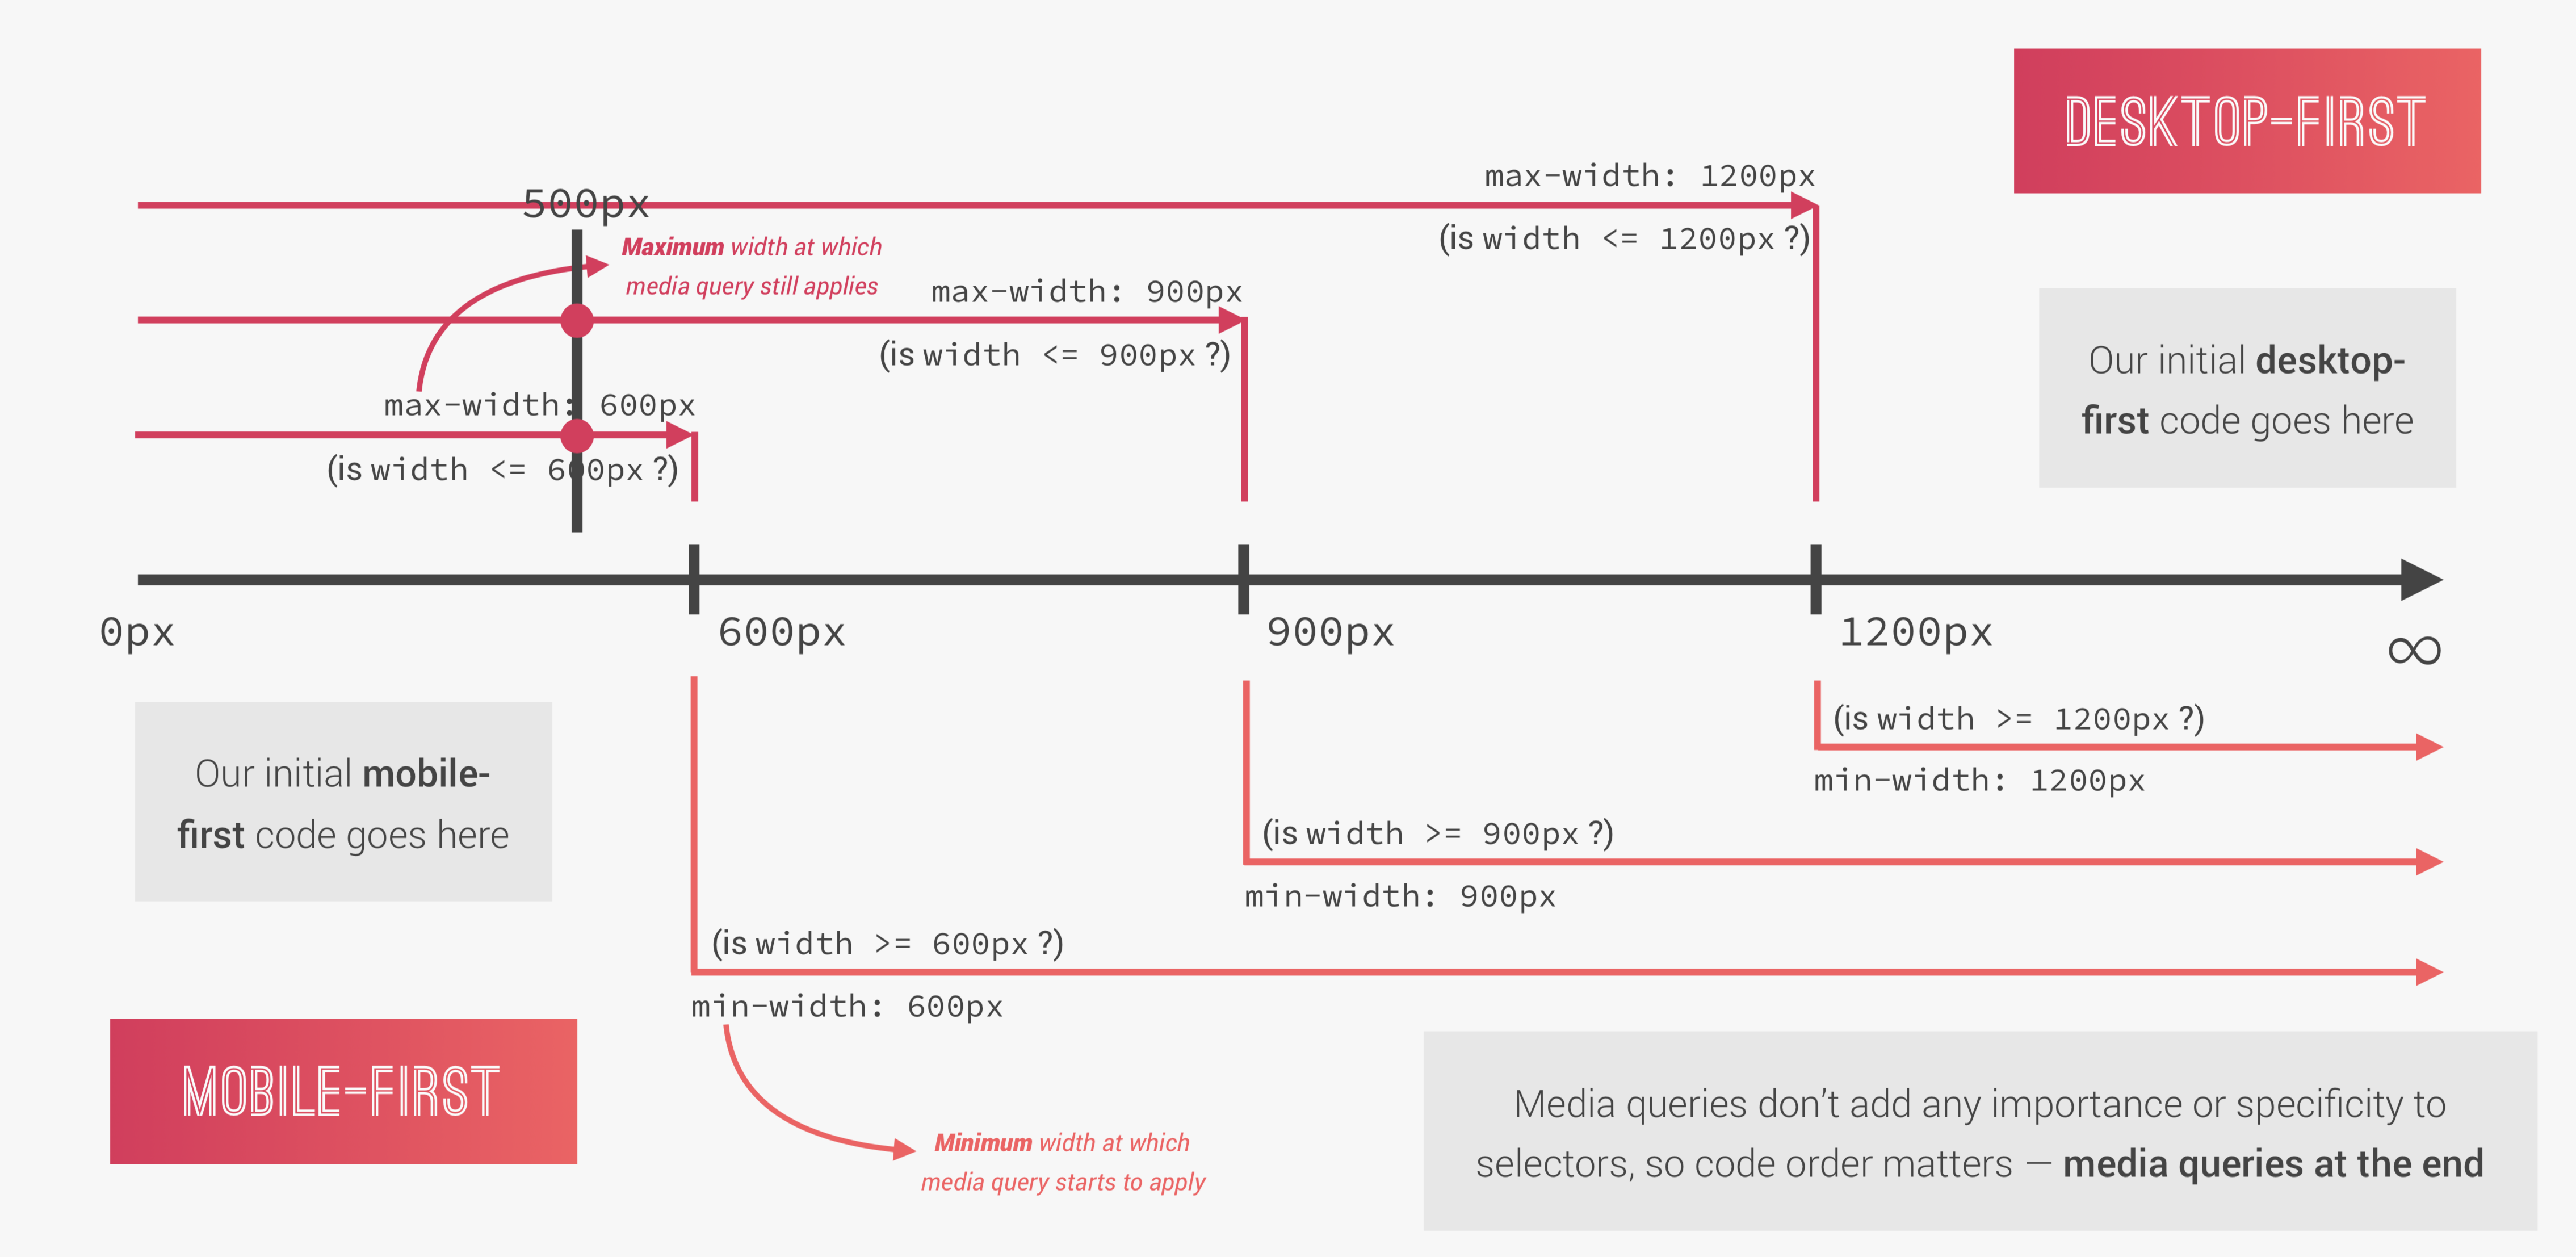 DESKTOP-FIRST
max-width: 1200px
500px
(is width <= 1200px ?)
Maximum width at which
media query still applies
max-width: 900px
(is width <= 900px ?)
Our initial desktop-
first code goes here
max-width: 600px
(is width <= 600px ?)
0px
600px
900px
1200px
∞
Our initial mobile-
first code goes here
(is width >= 1200px ?)
min-width: 1200px
(is width >= 900px ?)
min-width: 900px
(is width >= 600px ?)
min-width: 600px
MOBILE-FIRST
Minimum width at which
media query starts to apply
Media queries don’t add any importance or specificity to
selectors, so code order matters — media queries at the end